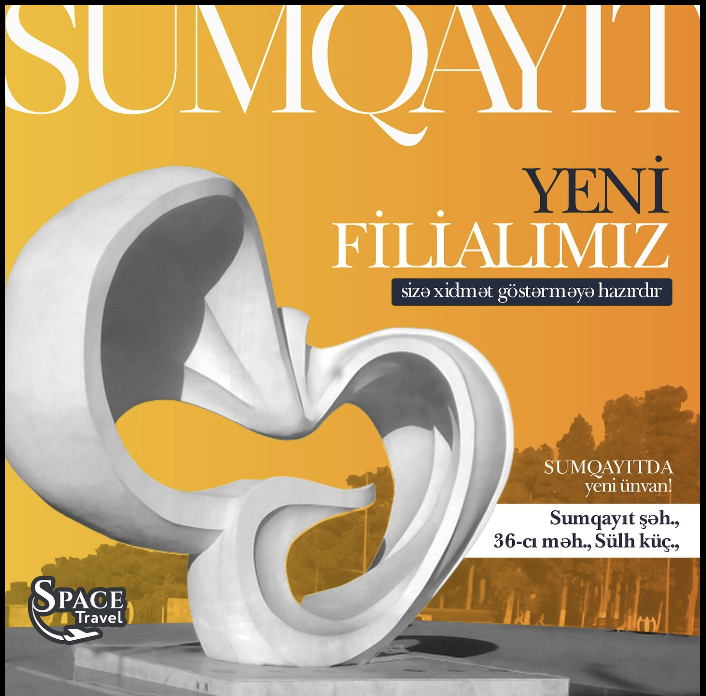 SUMQAYIT
YENİ
FİLİALIMIZ
sizə xidmət göstərməyə hazırdır
SUMQAYITDA
yeni ünvan!
Sumqayıt şəh.,
36-cı məh., Sülh küç.,
SPACE
Travel